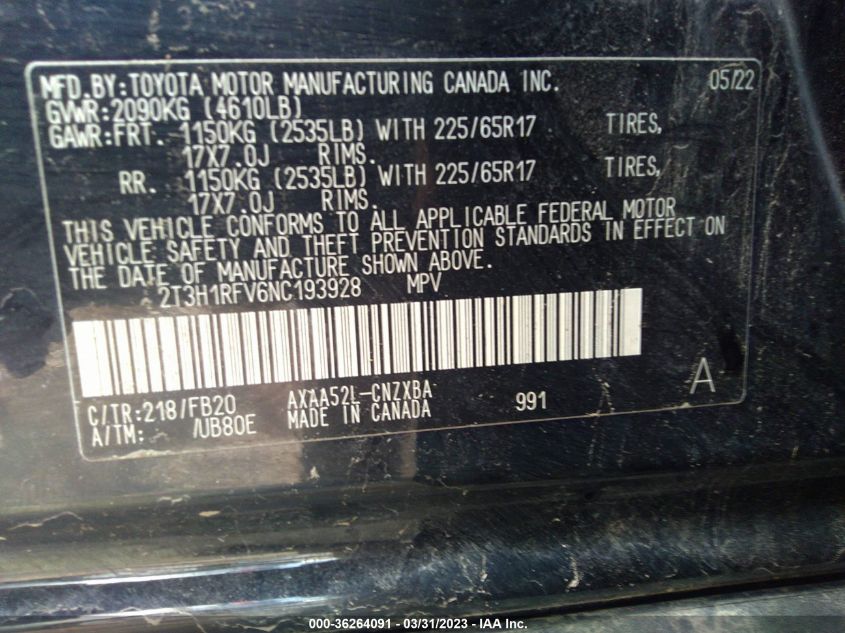 MFD.BY:TOYOTA MOTOR MANUFACTURING CANADA INC. 05/22
GVWR:2090KG (4610LB)
GAWR:FRT. 1150KG (2535LB) WITH 225/65R17 TIRES,
17X7.0J RIMS.
RR. 1150KG (2535LB) WITH 225/65R17 TIRES,
17X7.0J RIMS.
THIS VEHICLE CONFORMS TO ALL APPLICABLE FEDERAL MOTOR
VEHICLE SAFETY AND THEFT PREVENTION STANDARDS IN EFFECT ON
THE DATE OF MANUFACTURE SHOWN ABOVE.
2T3H1RFV6NC193928 MPV
C/TR:218/FB20 AXAA52L-CNZXBA 991 A
A/TM: /UB80E MADE IN CANADA
000-36264091 - 03/31/2023 - IAA Inc.